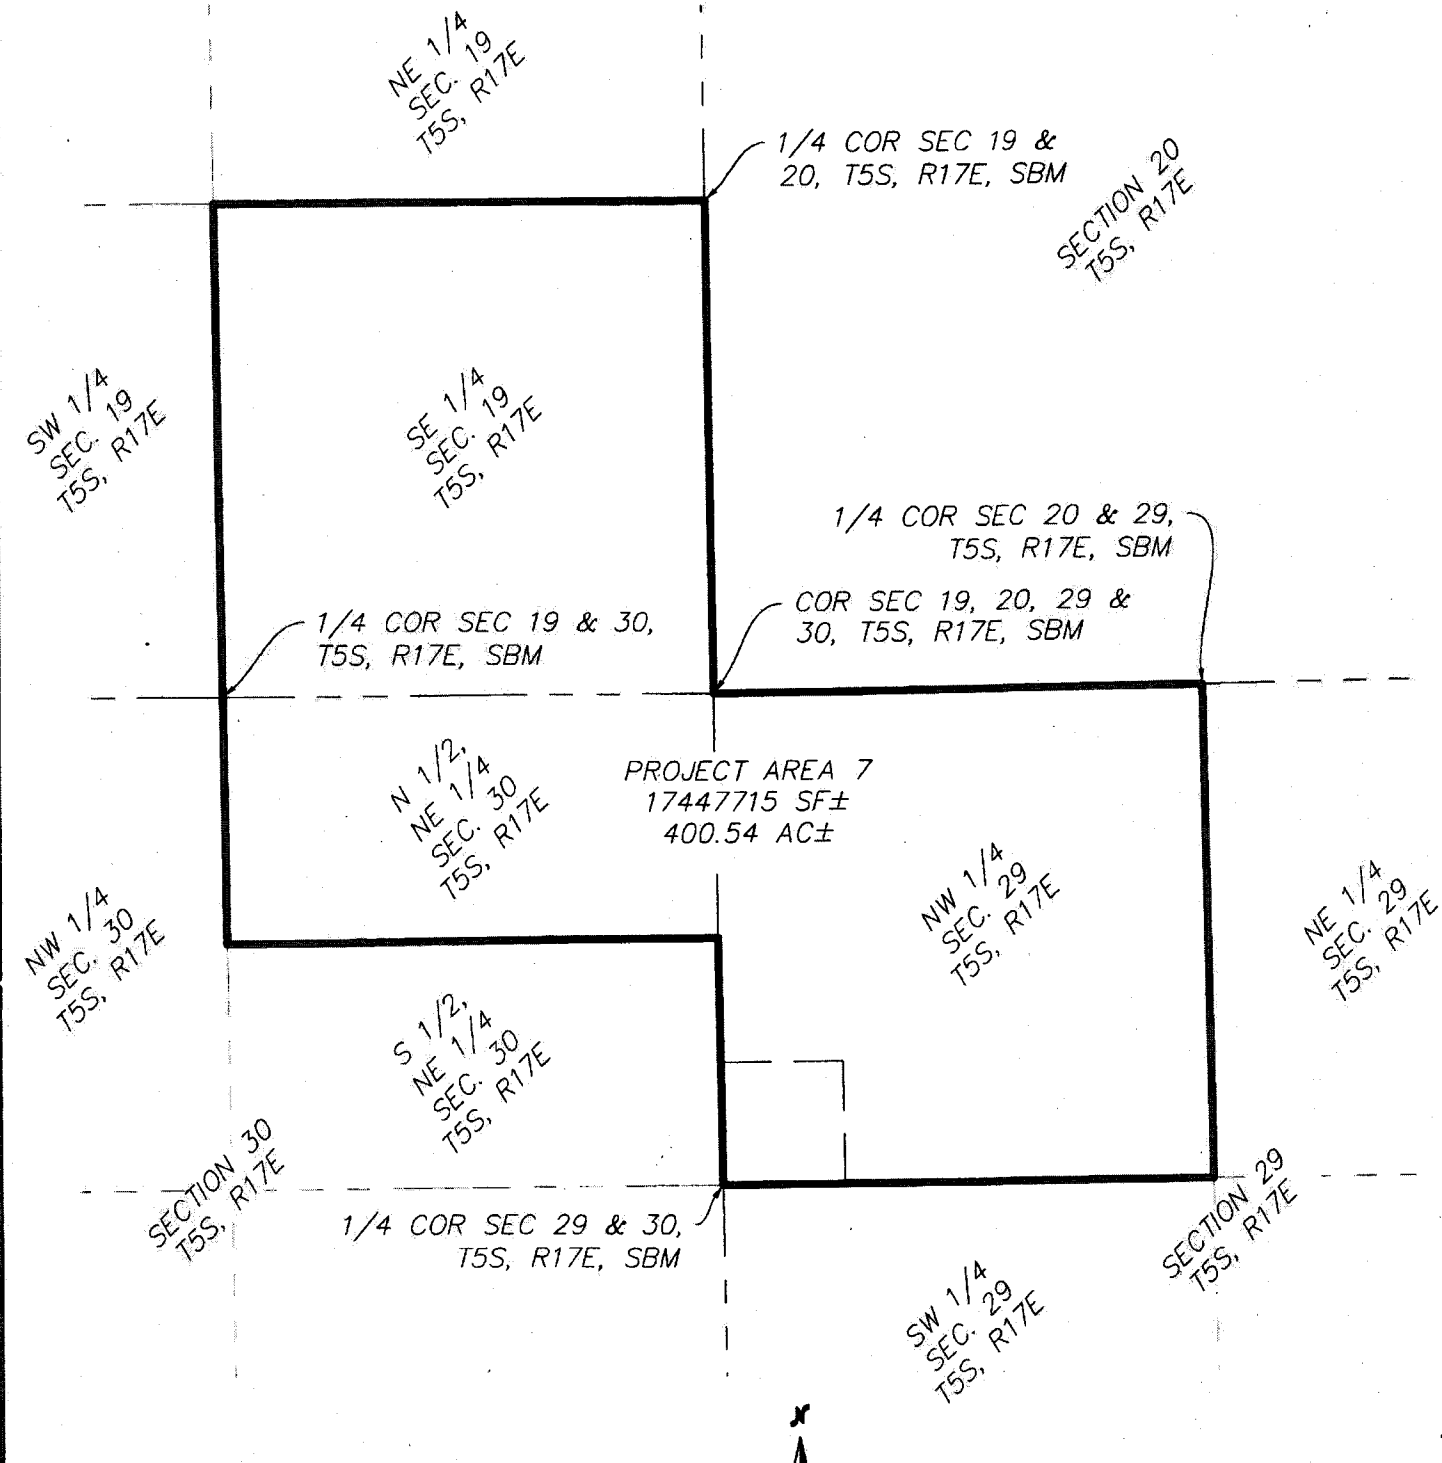 NE 1/4
SEC. 19
T5S, R17E
1/4 COR SEC 19 &
20, T5S, R17E, SBM
SECTION 20
T5S, R17E
SW 1/4
SEC. 19
T5S, R17E
SE 1/4
SEC. 19
T5S, R17E
1/4 COR SEC 20 & 29,
T5S, R17E, SBM
COR SEC 19, 20, 29 &
30, T5S, R17E, SBM
1/4 COR SEC 19 & 30,
T5S, R17E, SBM
N 1/2,
NE 1/4
SEC. 30
T5S, R17E
PROJECT AREA 7
17447715 SF±
400.54 AC±
NW 1/4
SEC. 29
T5S, R17E
NE 1/4
SEC. 29
T5S, R17E
NW 1/4
SEC. 30
T5S, R17E
S 1/2,
NE 1/4
SEC. 30
T5S, R17E
SECTION 30
T5S, R17E
1/4 COR SEC 29 & 30,
T5S, R17E, SBM
SECTION 29
T5S, R17E
SW 1/4
SEC. 29
T5S, R17E
N